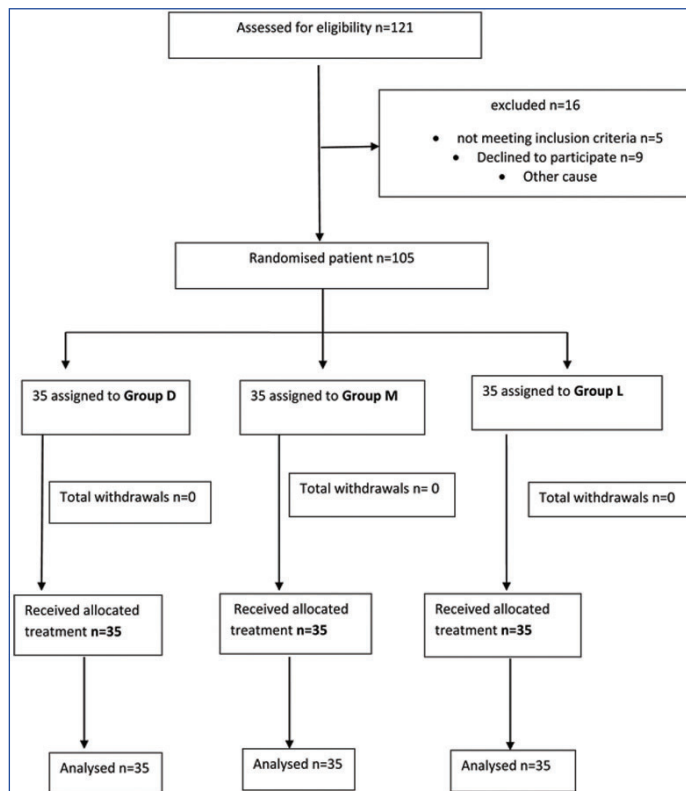 Assessed for eligibility n=121
excluded n=16
• not meeting inclusion criteria n=5
• Declined to participate n=9
• Other cause
Randomised patient n=105
35 assigned to Group D
35 assigned to Group M
35 assigned to Group L
Total withdrawals n=0
Total withdrawals n= 0
Total withdrawals n=0
Received allocated
treatment n=35
Received allocated
treatment n=35
Received allocated
treatment n=35
Analysed n=35
Analysed n=35
Analysed n=35